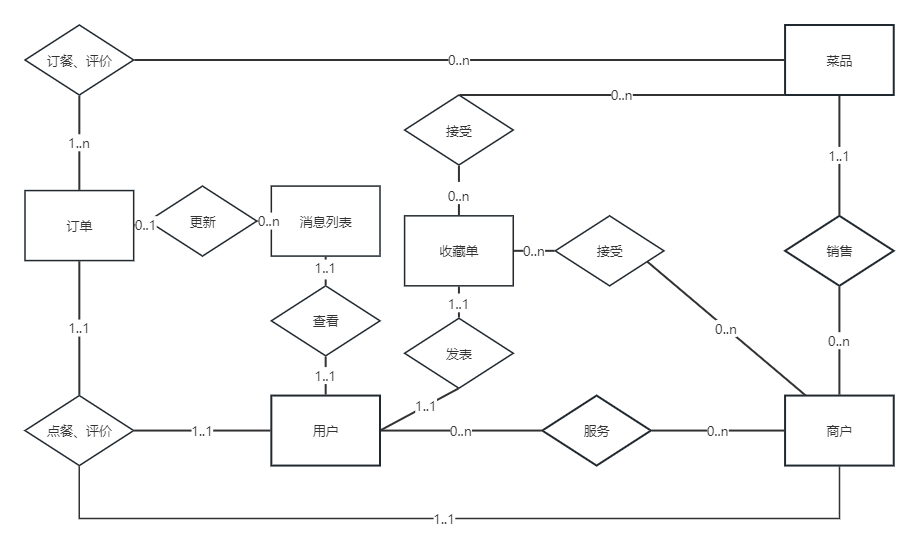 订餐、评价
0..n
菜品
0..n
接受
1..n
1..1
0..n
订单
0..1
更新
0..n
消息列表
收藏单
0..n
接受
销售
1..1
1..1
查看
0..n
1..1
0..n
发表
1..1
1..1
点餐、评价
1..1
用户
0..n
服务
0..n
商户
1..1